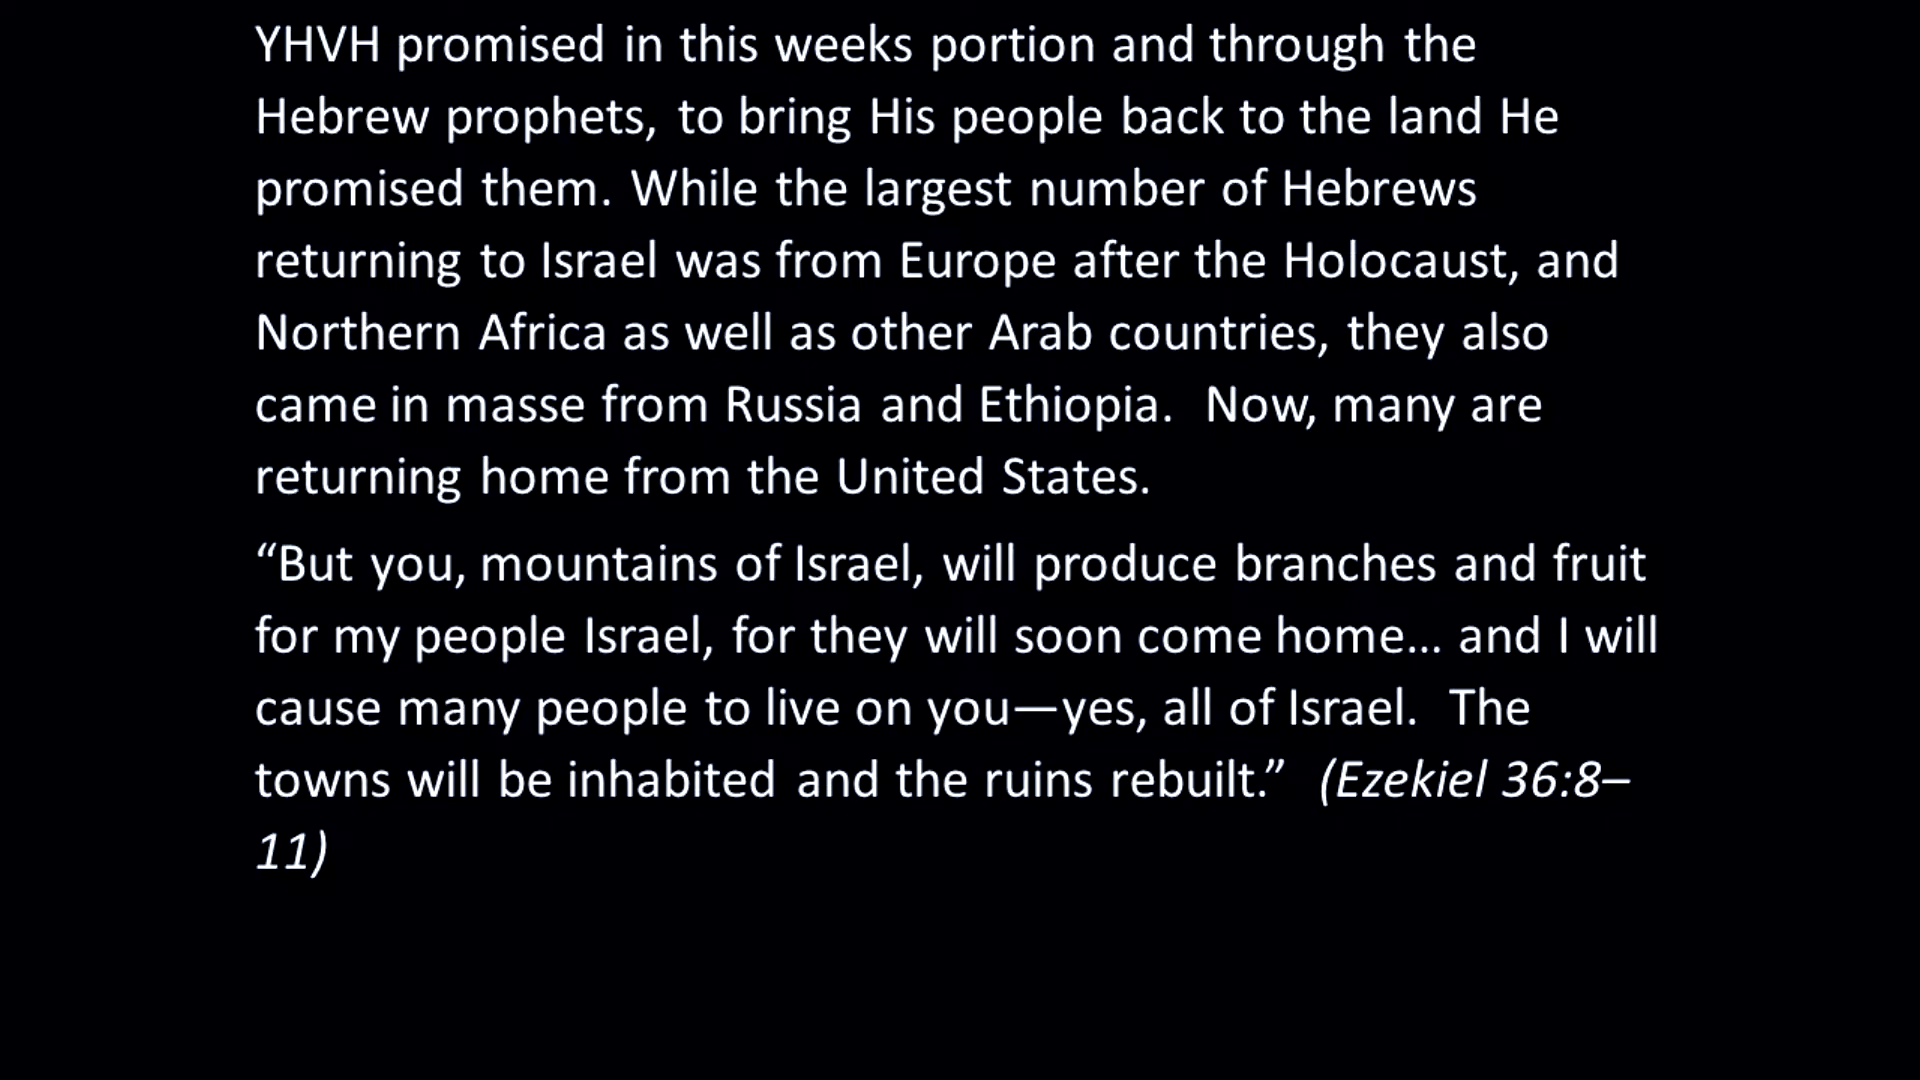 YHVH promised in this weeks portion and through the
Hebrew prophets, to bring His people back to the land He
promised them. While the largest number of Hebrews
returning to Israel was from Europe after the Holocaust, and
Northern Africa as well as other Arab countries, they also
came in masse from Russia and Ethiopia.  Now, many are
returning home from the United States.
“But you, mountains of Israel, will produce branches and fruit
for my people Israel, for they will soon come home... and I will
cause many people to live on you—yes, all of Israel.  The
towns will be inhabited and the ruins rebuilt.”  (Ezekiel 36:8–
11)